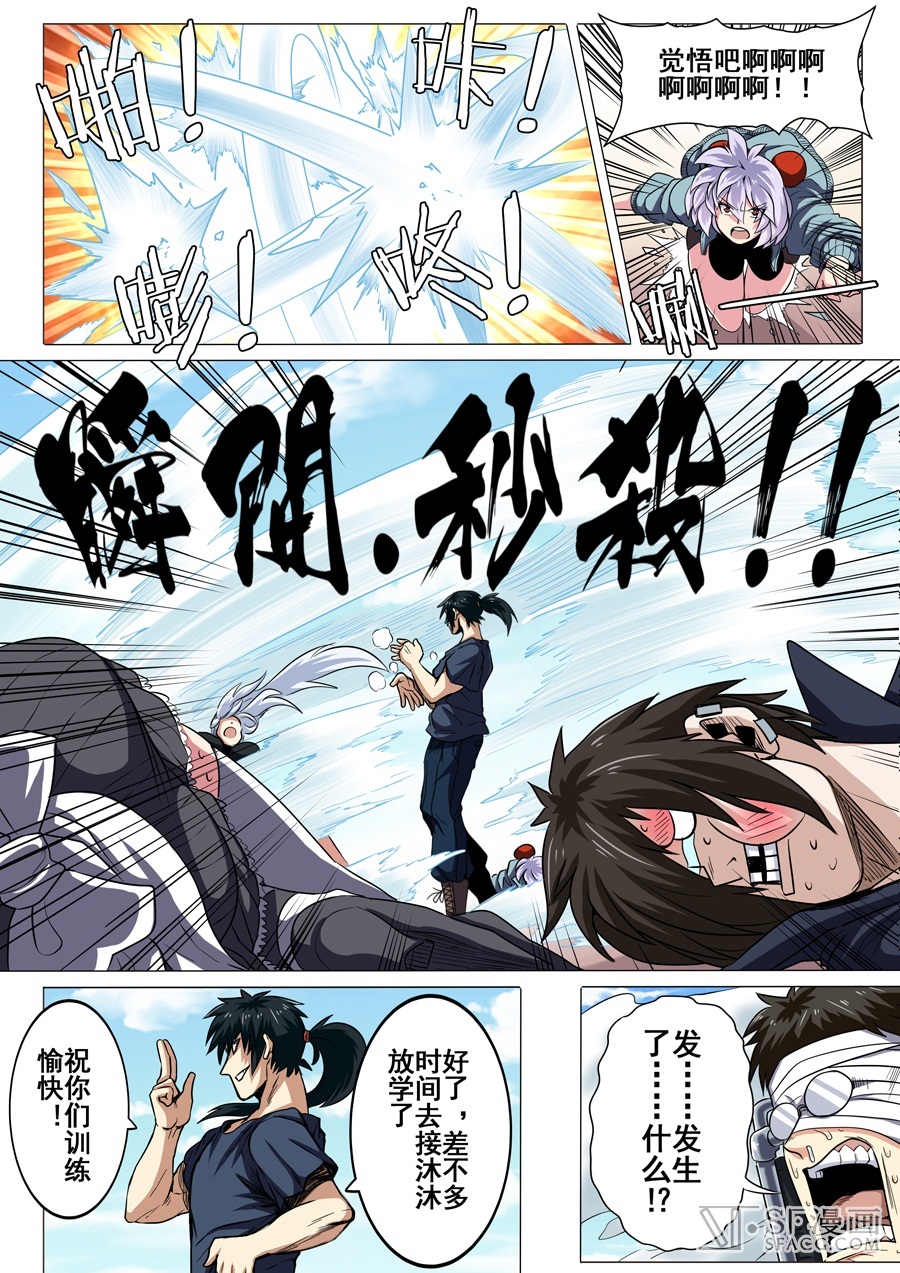 啪！
咔！
嘭！
咚！
觉悟吧啊啊啊
啊啊啊啊！！
唰
瞬間.秒殺!!
好了，差不多
时间去接沐沐
放学了
祝你们训练
愉快！
发……发生
了……什么!?
SF漫画
SFACG.COM